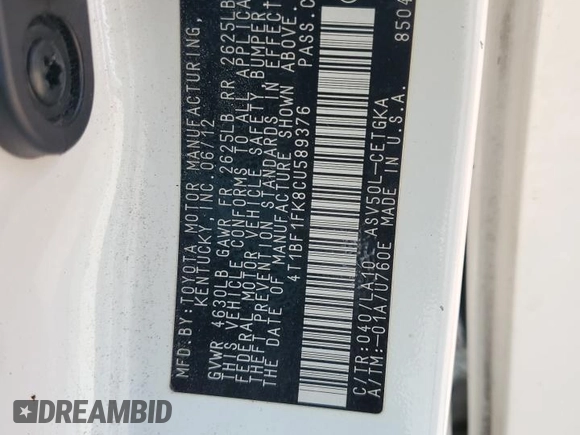 MFD.BY:TOYOTA MOTOR MANUFACTURING,
KENTUCKY, INC. 06/12
GVWR 4630LB GAWR FR 2625LB RR 2625LB
THIS VEHICLE CONFORMS TO ALL APPLICA
FEDERAL MOTOR VEHICLE SAFETY, BUMPER
THEFT PREVENTION STANDARDS IN EFFECT
THE DATE OF MANUFACTURE SHOWN ABOVE.
4T1BF1FK8CU589376 PASS.C
C/TR:040/LA10 ASV50L-CETGKA
A/TM:-01A/U760E MADE IN U.S.A. 8504
DREAMBID